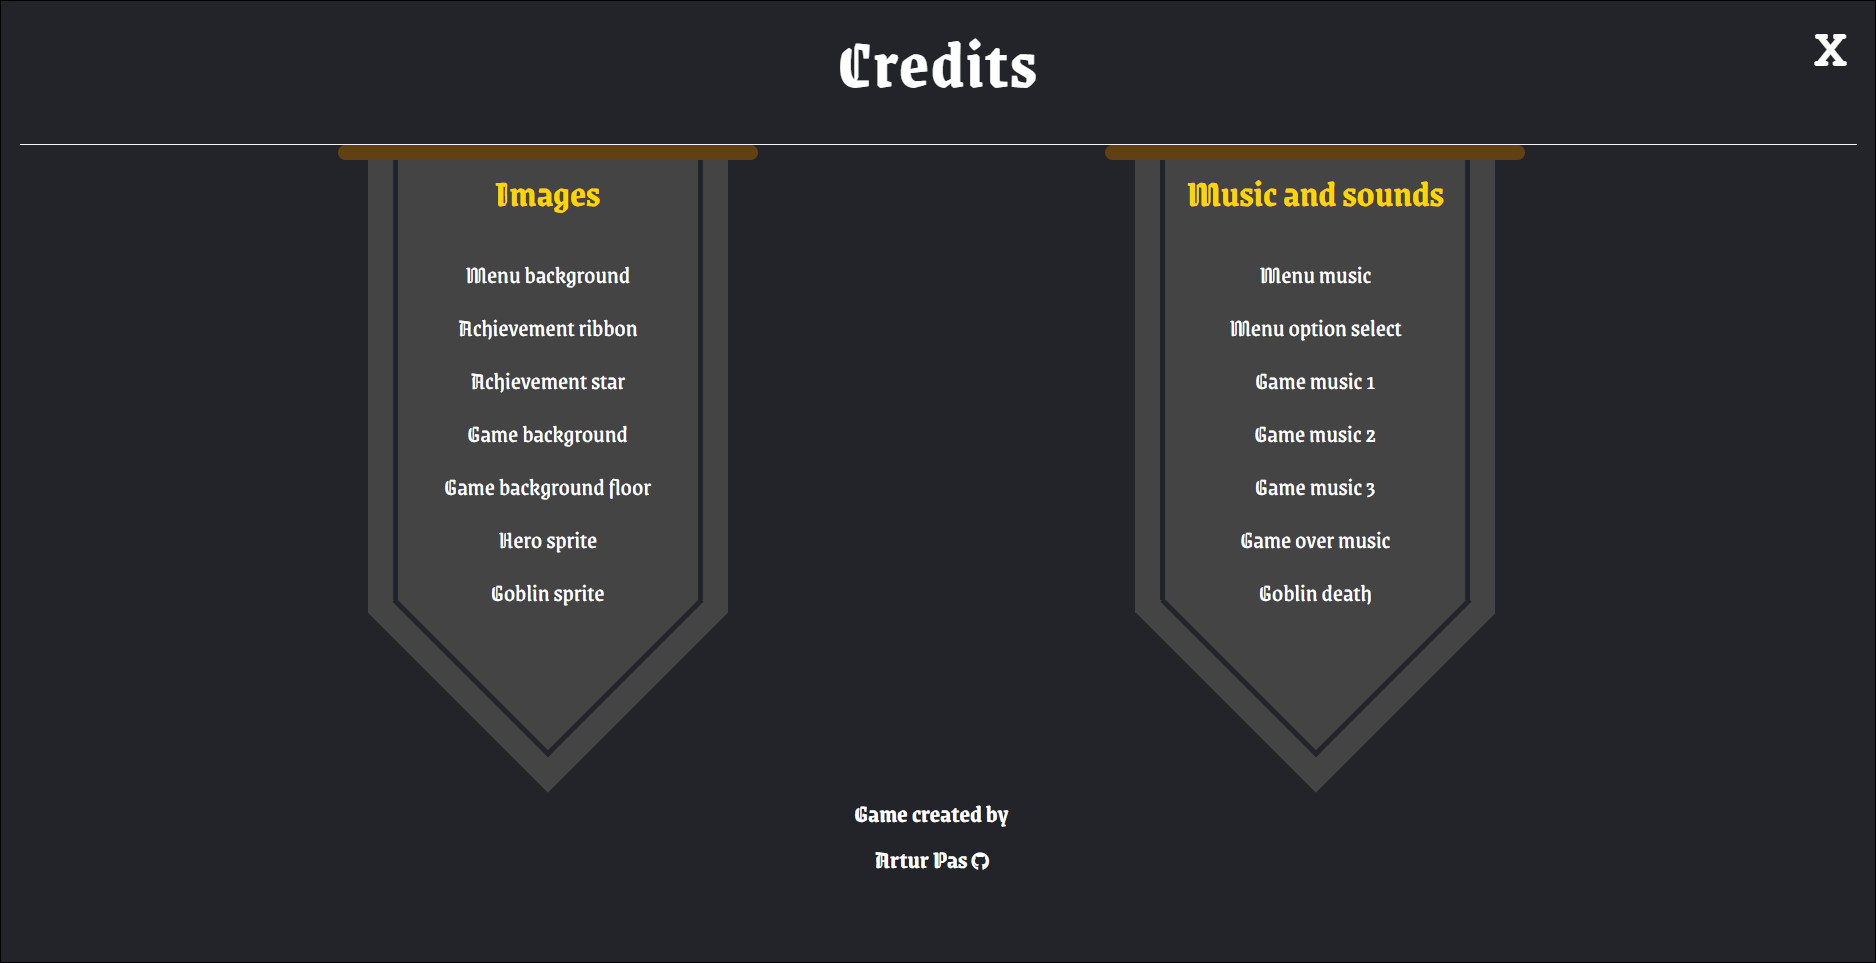 Credits
X
Images
Menu background
Achievement ribbon
Achievement star
Game background
Game background floor
Hero sprite
Goblin sprite
Music and sounds
Menu music
Menu option select
Game music 1
Game music 2
Game music 3
Game over music
Goblin death
Game created by
Artur Pas